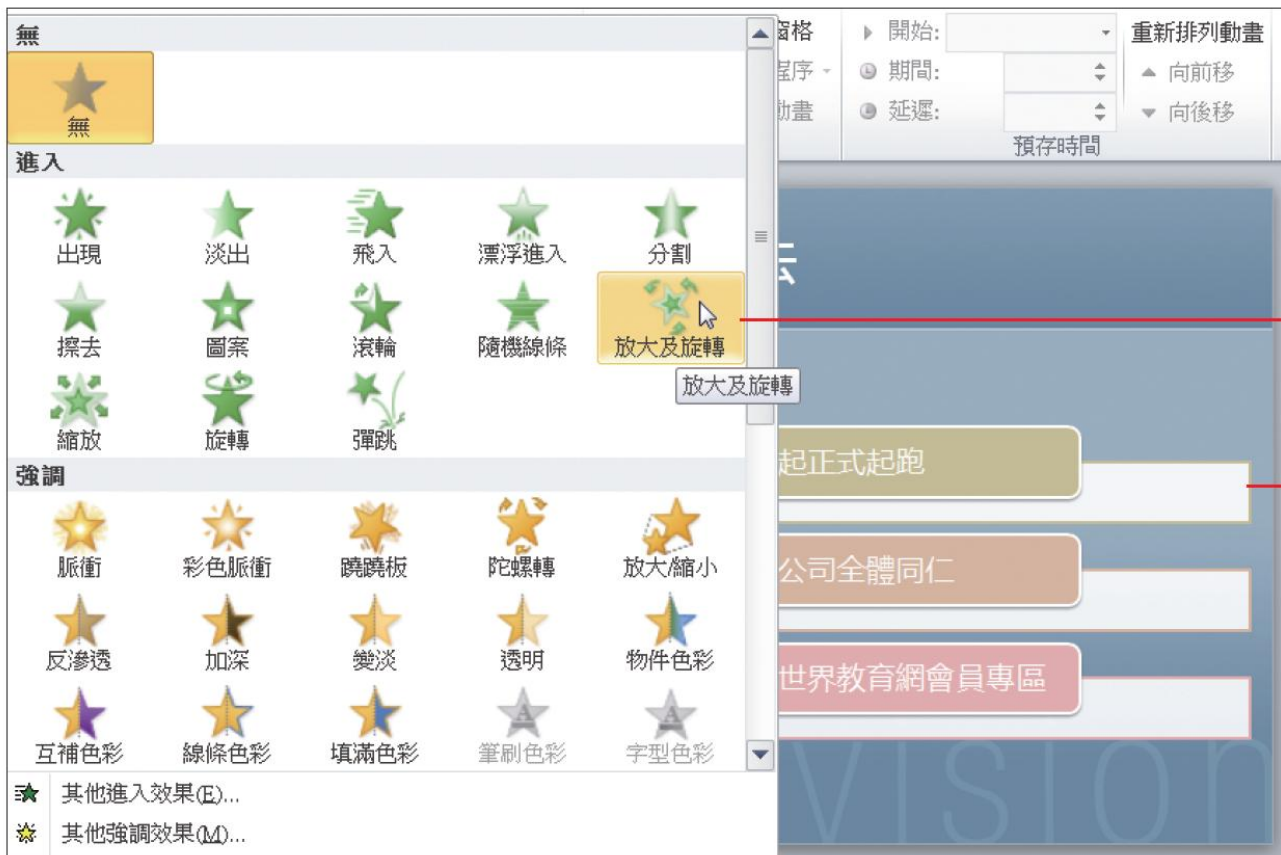 無
無
進入
出現 淡出 飛入 漂浮進入 分割
擦去 圖案 滾輪 隨機線條 放大及旋轉
放大及旋轉
縮放 旋轉 彈跳
強調
脈衝 彩色脈衝 蹺蹺板 陀螺轉 放大/縮小
反滲透 加深 變淡 透明 物件色彩
互補色彩 線條色彩 填滿色彩 筆刷色彩 字型色彩
其他進入效果(E)...
其他強調效果(M)...
窗格
程序
動畫
開始:
期間:
延遲:
預存時間
重新排列動畫
向前移
向後移
法
起正式起跑
公司全體同仁
世界教育網會員專區
vision